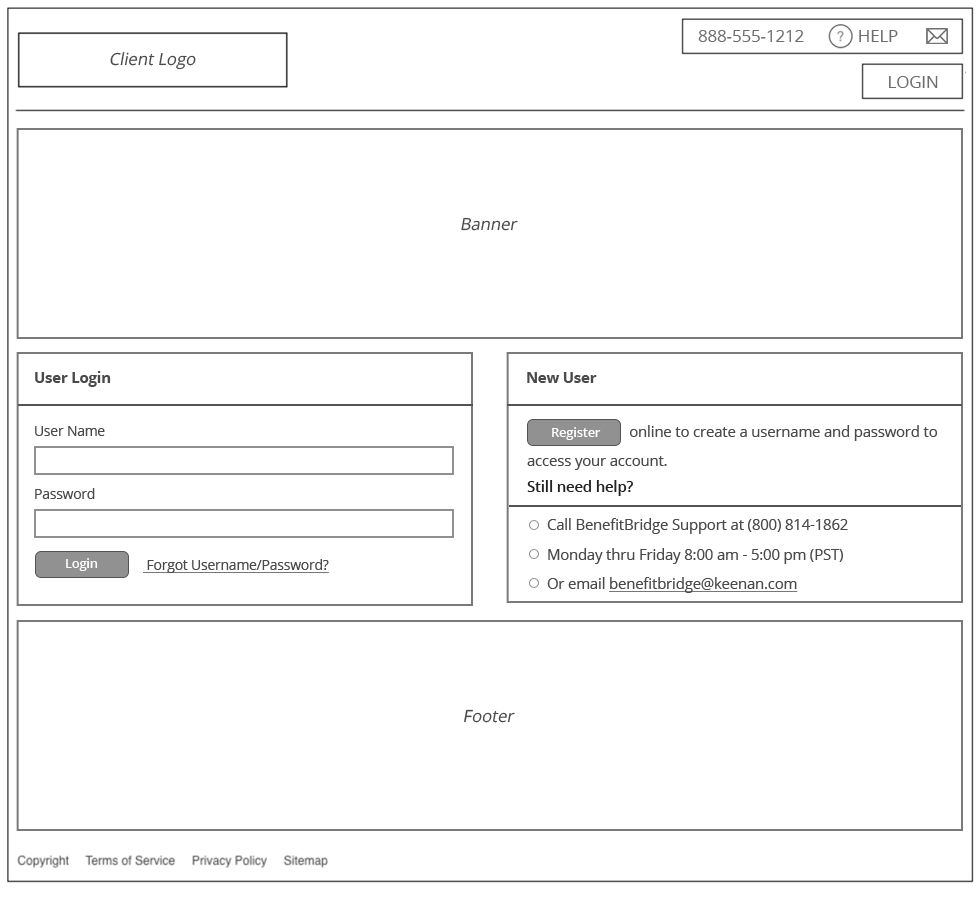 Client Logo
888-555-1212 ? HELP
LOGIN
Banner
User Login
User Name
Password
Login Forgot Username/Password?
New User
Register online to create a username and password to
access your account.
Still need help?
Call BenefitBridge Support at (800) 814-1862
Monday thru Friday 8:00 am - 5:00 pm (PST)
Or email benefitbridge@keenan.com
Footer
Copyright Terms of Service Privacy Policy Sitemap